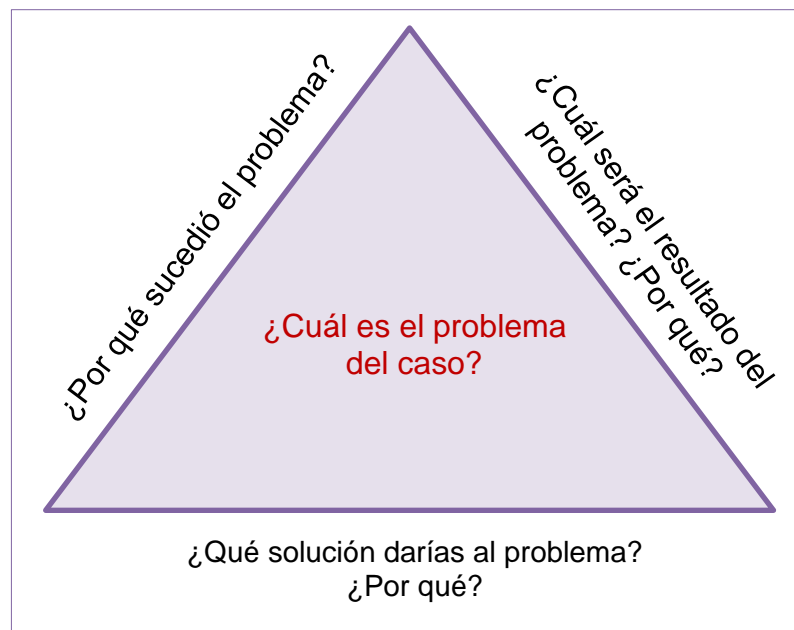 ¿Por qué sucedió el problema?
¿Cuál será el resultado del
problema? ¿Por qué?
¿Cuál es el problema
del caso?
¿Qué solución darías al problema?
¿Por qué?